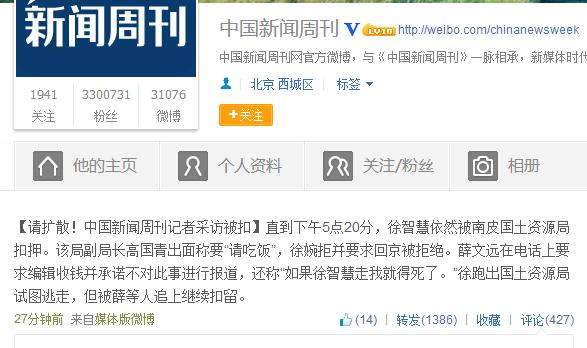 新闻周刊
中国新闻周刊 V LV10 http://weibo.com/chinanewsweek
中国新闻周刊网官方微博，与《中国新闻周刊》一脉相承，新媒体时代
北京 西城区 标签
1941 3300731 31076
关注 粉丝 微博
+关注
他的主页 个人资料 关注/粉丝 相册
【请扩散！中国新闻周刊记者采访被扣】直到下午5点20分，徐智慧依然被南皮国土资源局
扣押。该局副局长高国青出面称要“请吃饭”，徐婉拒并要求回京被拒绝。薛文远在电话上要
求编辑收钱并承诺不对此事进行报道，还称“如果徐智慧走我就得死了。”徐跑出国土资源局
试图逃走，但被薛等人追上继续扣留。
27分钟前 来自媒体版微博 (14) | 转发(1386) | 收藏 | 评论(427)